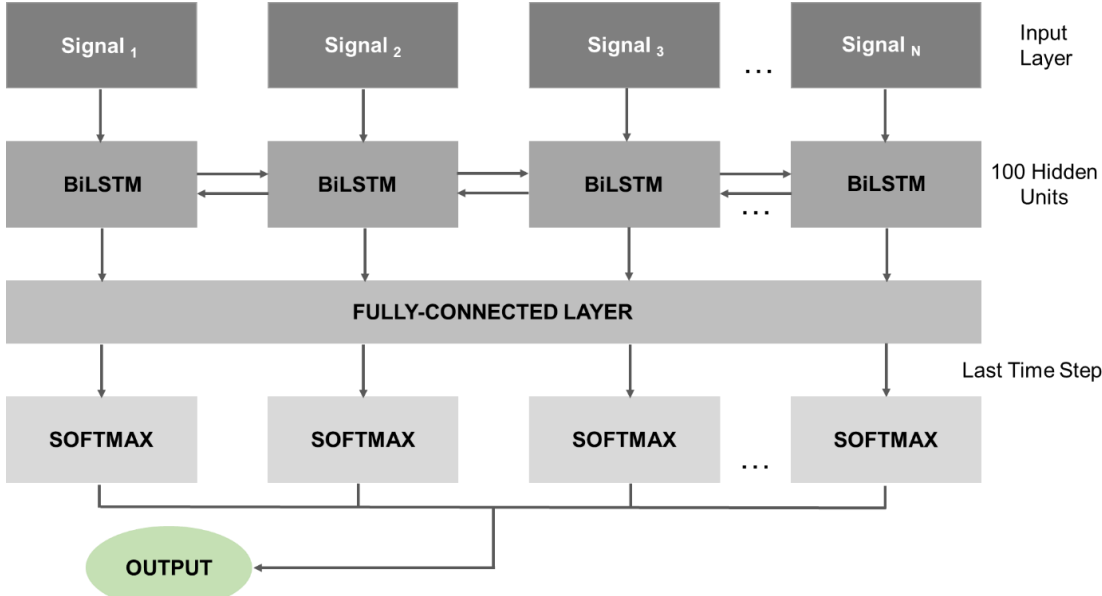 Signal 1
Signal 2
Signal 3
...
Signal N
Input
Layer
BiLSTM
BiLSTM
BiLSTM
...
BiLSTM
100 Hidden
Units
FULLY-CONNECTED LAYER
Last Time Step
SOFTMAX
SOFTMAX
SOFTMAX
...
SOFTMAX
OUTPUT